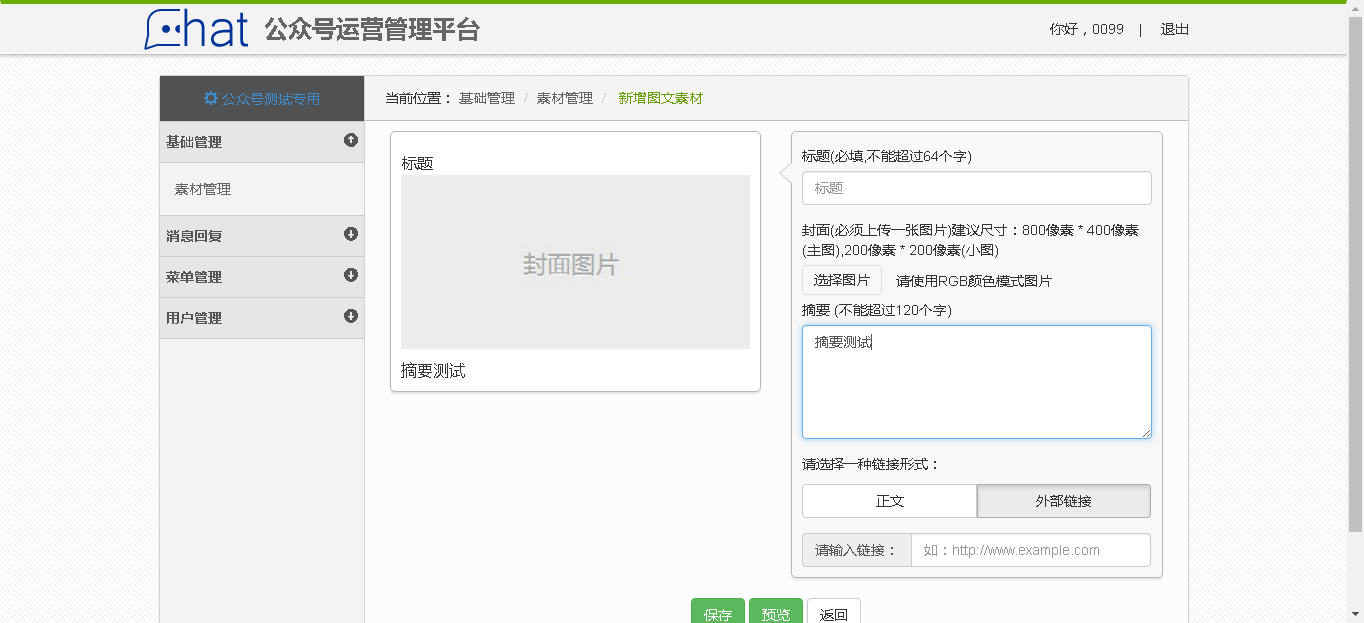 Chat 公众号运营管理平台
你好，0099 | 退出
公众号测试专用
当前位置： 基础管理 / 素材管理 / 新增图文素材
基础管理
素材管理
消息回复
菜单管理
用户管理
标题
封面图片
摘要测试
标题(必填,不能超过64个字)
标题
封面(必须上传一张图片)建议尺寸：800像素 * 400像素
(主图),200像素 * 200像素(小图)
选择图片 请使用RGB颜色模式图片
摘要 (不能超过120个字)
摘要测试
请选择一种链接形式：
正文 外部链接
请输入链接： 如：http://www.example.com
保存 预览 返回